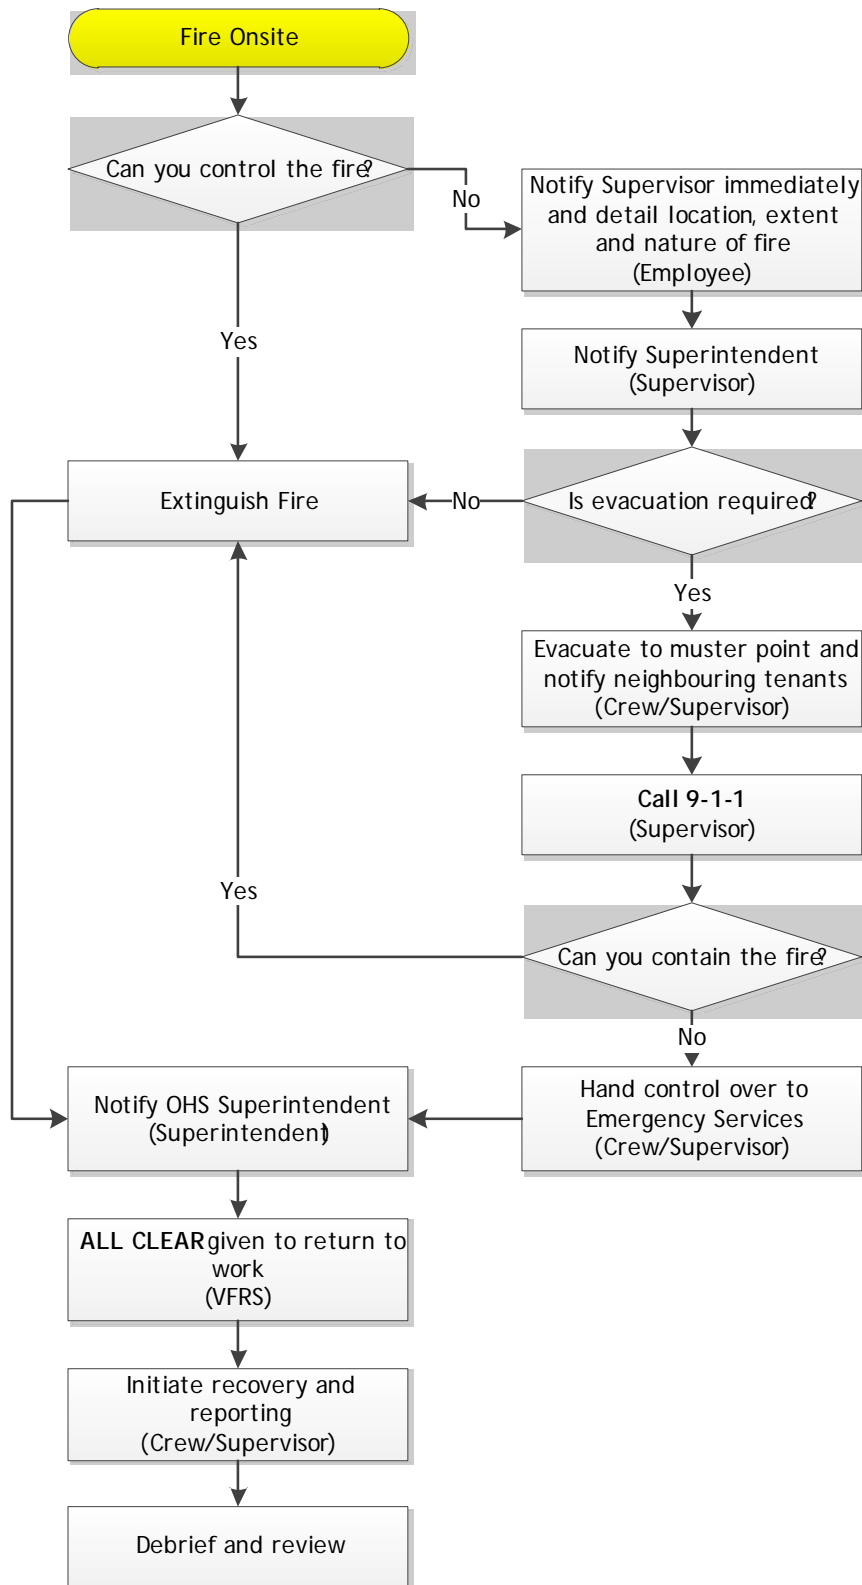 Fire Onsite
Can you control the fire?
No
Notify Supervisor immediately
and detail location, extent
and nature of fire
(Employee)
Yes
Notify Superintendent
(Supervisor)
Extinguish Fire
No
Is evacuation required?
Yes
Evacuate to muster point and
notify neighbouring tenants
(Crew/Supervisor)
Call 9-1-1
(Supervisor)
Yes
Can you contain the fire?
No
Hand control over to
Emergency Services
(Crew/Supervisor)
Notify OHS Superintendent
(Superintendent)
ALL CLEAR given to return to
work
(VFRS)
Initiate recovery and
reporting
(Crew/Supervisor)
Debrief and review